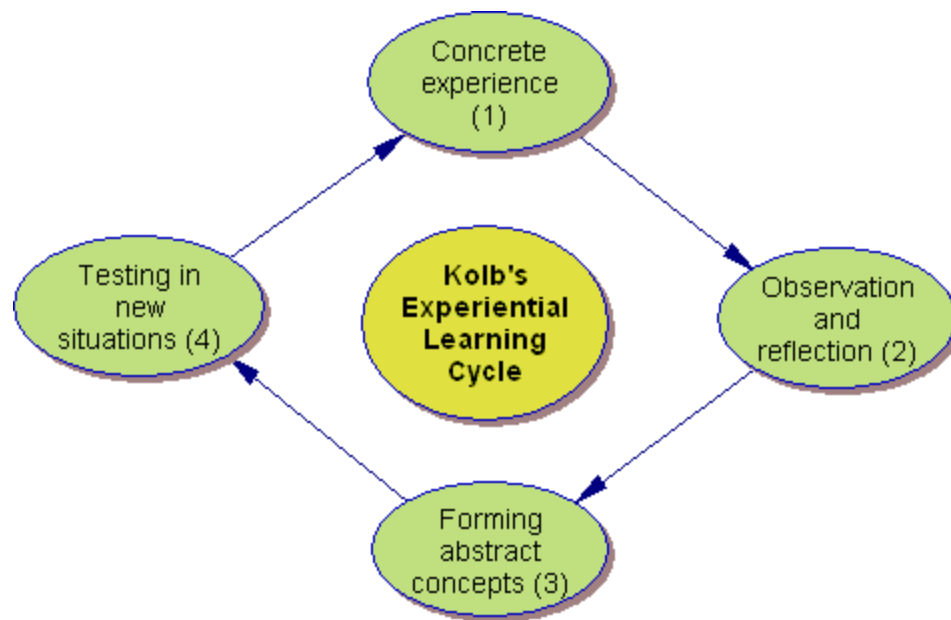 Concrete
experience
(1)
Testing in
new
situations (4)
Kolb's
Experiential
Learning
Cycle
Observation
and
reflection (2)
Forming
abstract
concepts (3)